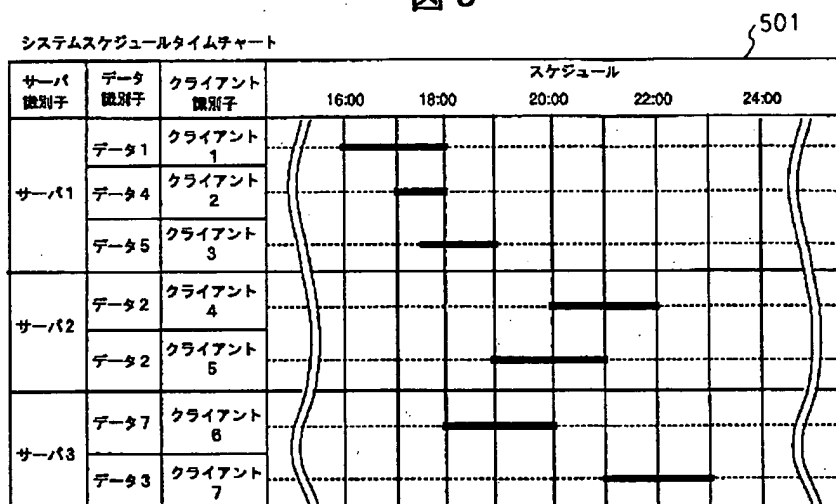 501
システムスケジュールタイムチャート
サーバ
識別子
データ
識別子
クライアント
識別子
スケジュール
16:00 18:00 20:00 22:00 24:00
サーバ1
データ1
クライアント
1
データ4
クライアント
2
データ5
クライアント
3
サーバ2
データ2
クライアント
4
データ2
クライアント
5
サーバ3
データ7
クライアント
6
データ3
クライアント
7